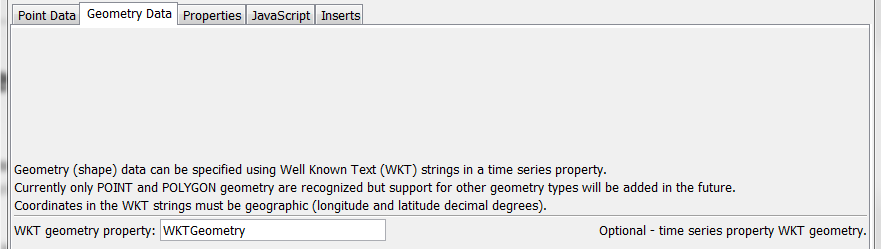 Point Data Geometry Data Properties JavaScript Inserts
Geometry (shape) data can be specified using Well Known Text (WKT) strings in a time series property.
Currently only POINT and POLYGON geometry are recognized but support for other geometry types will be added in the future.
Coordinates in the WKT strings must be geographic (longitude and latitude decimal degrees).
WKT geometry property: WKTGeometry Optional - time series property WKT geometry.